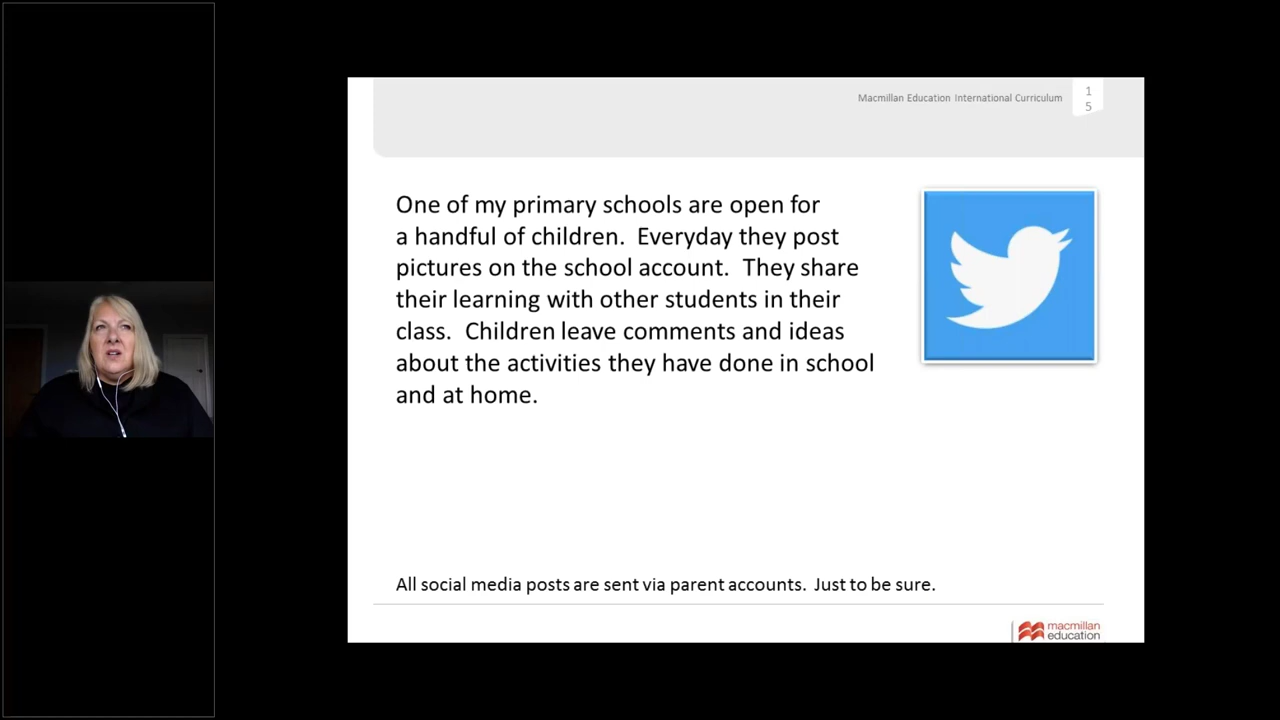 Macmillan Education International Curriculum
1
5
One of my primary schools are open for
a handful of children. Everyday they post
pictures on the school account. They share
their learning with other students in their
class. Children leave comments and ideas
about the activities they have done in school
and at home.
All social media posts are sent via parent accounts. Just to be sure.
macmillan
education